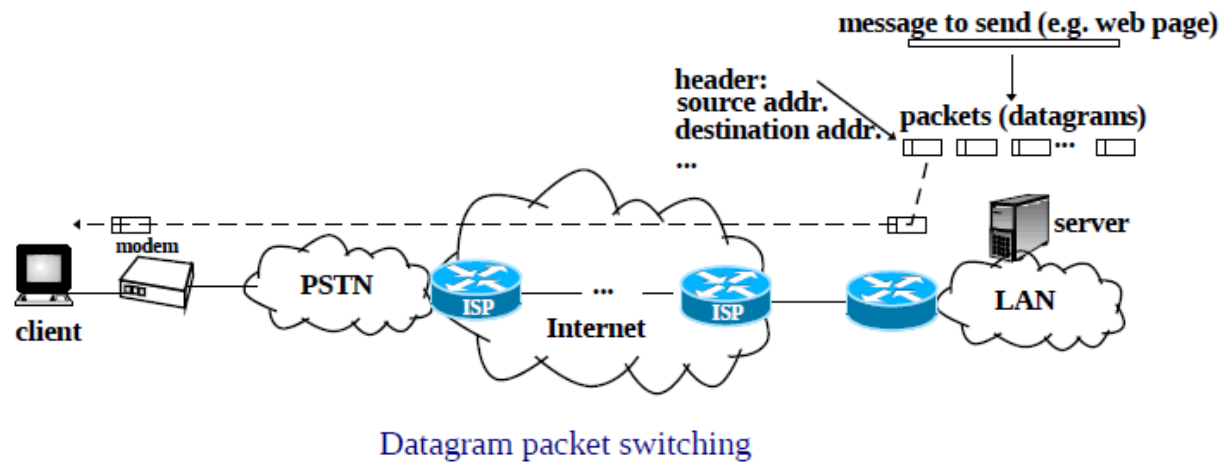 message to send (e.g. web page)
header:
source addr.
destination addr.
...
packets (datagrams)
...
modem
server
PSTN
ISP
...
ISP
LAN
Internet
client
Datagram packet switching